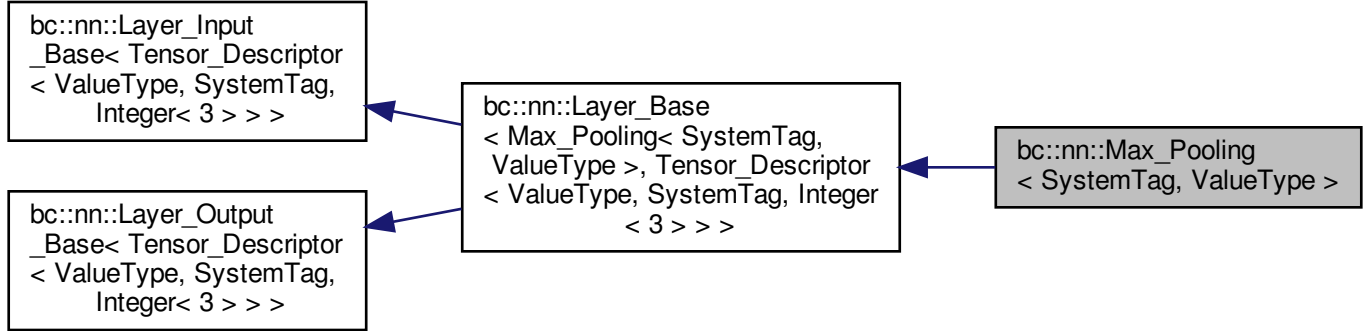 bc::nn::Layer_Input
_Base< Tensor_Descriptor
< ValueType, SystemTag,
Integer< 3 > > >
bc::nn::Layer_Output
_Base< Tensor_Descriptor
< ValueType, SystemTag,
Integer< 3 > > >
bc::nn::Layer_Base
< Max_Pooling< SystemTag,
ValueType >, Tensor_Descriptor
< ValueType, SystemTag, Integer
< 3 > > >
bc::nn::Max_Pooling
< SystemTag, ValueType >